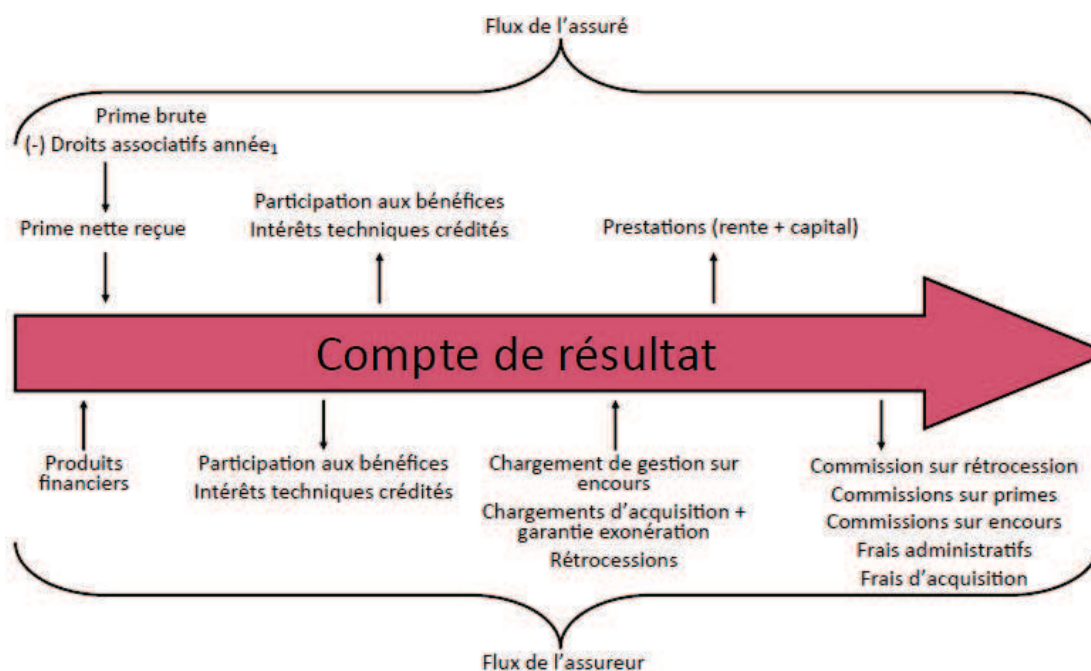 Flux de l’assuré
Prime brute
(-) Droits associatifs année₁
Prime nette reçue
Participation aux bénéfices
Intérêts techniques crédités
Prestations (rente + capital)
Compte de résultat
Produits
financiers
Participation aux bénéfices
Intérêts techniques crédités
Chargement de gestion sur
encours
Chargements d’acquisition +
garantie exonération
Rétrocessions
Commission sur rétrocession
Commissions sur primes
Commissions sur encours
Frais administratifs
Frais d’acquisition
Flux de l’assureur